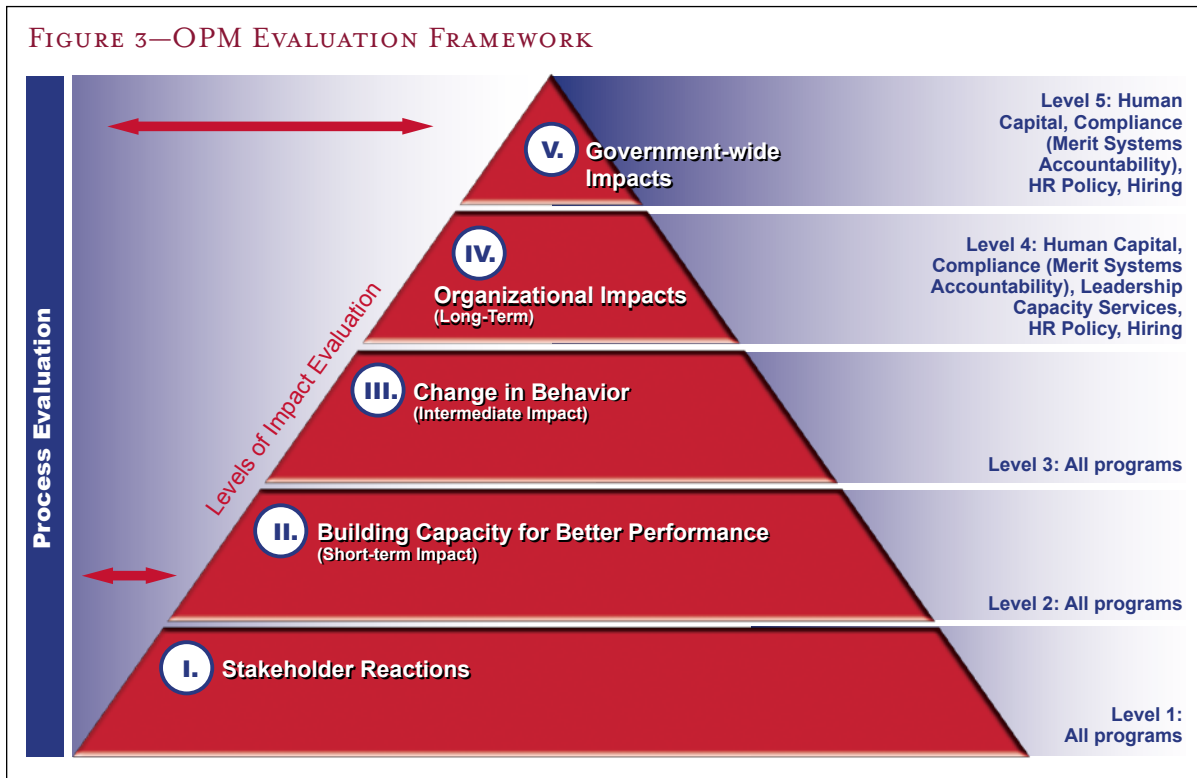 FIGURE 3—OPM EVALUATION FRAMEWORK
Process Evaluation
Levels of Impact Evaluation
V.
Government-wide
Impacts
Level 5: Human
Capital, Compliance
(Merit Systems
Accountability),
HR Policy, Hiring
IV.
Organizational Impacts
(Long-Term)
Level 4: Human Capital,
Compliance (Merit Systems
Accountability), Leadership
Capacity Services,
HR Policy, Hiring
III.
Change in Behavior
(Intermediate Impact)
Level 3: All programs
II.
Building Capacity for Better Performance
(Short-term Impact)
Level 2: All programs
I.
Stakeholder Reactions
Level 1:
All programs